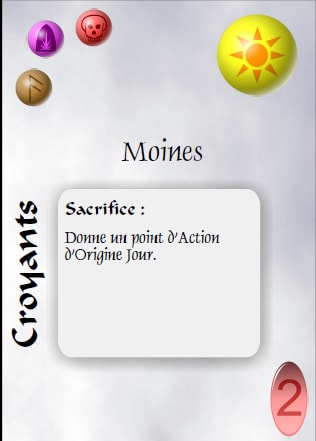 Moines
Croyants
Sacrifice :
Donne un point d'Action
d'Origine Jour.
2